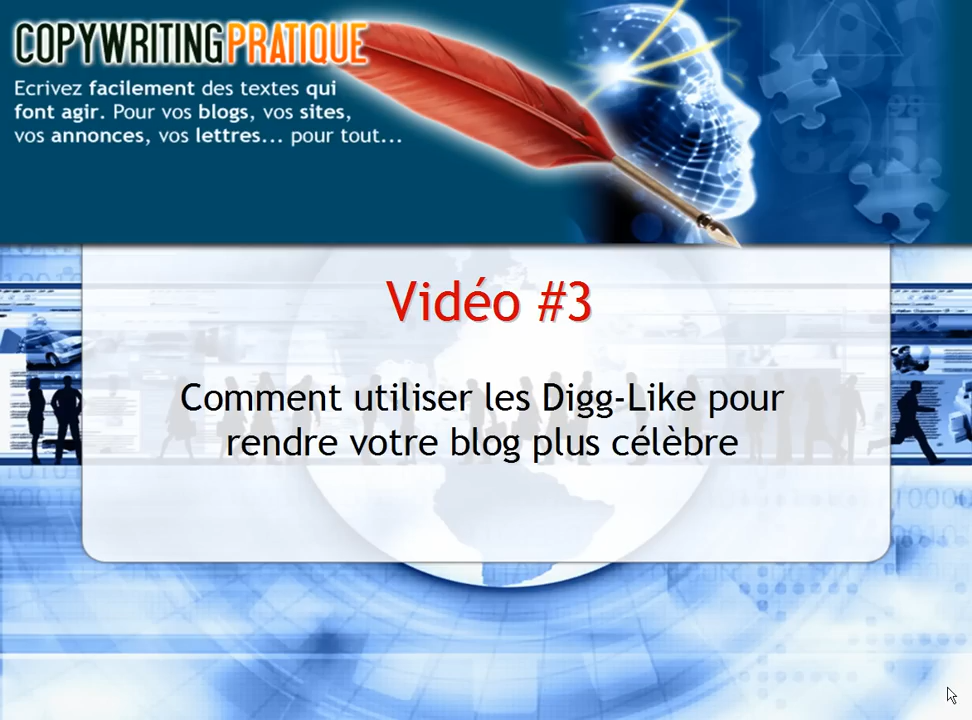 COPYWRITINGPRATIQUE
Ecrivez facilement des textes qui
font agir. Pour vos blogs, vos sites,
vos annonces, vos lettres... pour tout...
Vidéo #3
Comment utiliser les Digg-Like pour
rendre votre blog plus célèbre